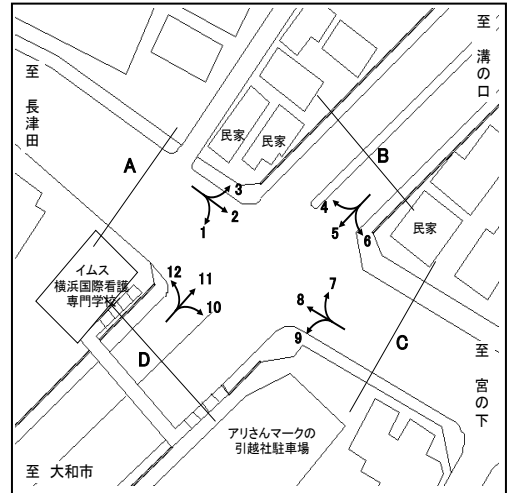 至 長津田
至 溝の口
民家
民家
A
B
3
2
1
4
5
6
民家
イムス
横浜国際看護
専門学校
12
11
10
7
8
9
D
C
至 宮の下
アリさんマークの
引越社駐車場
至 大和市